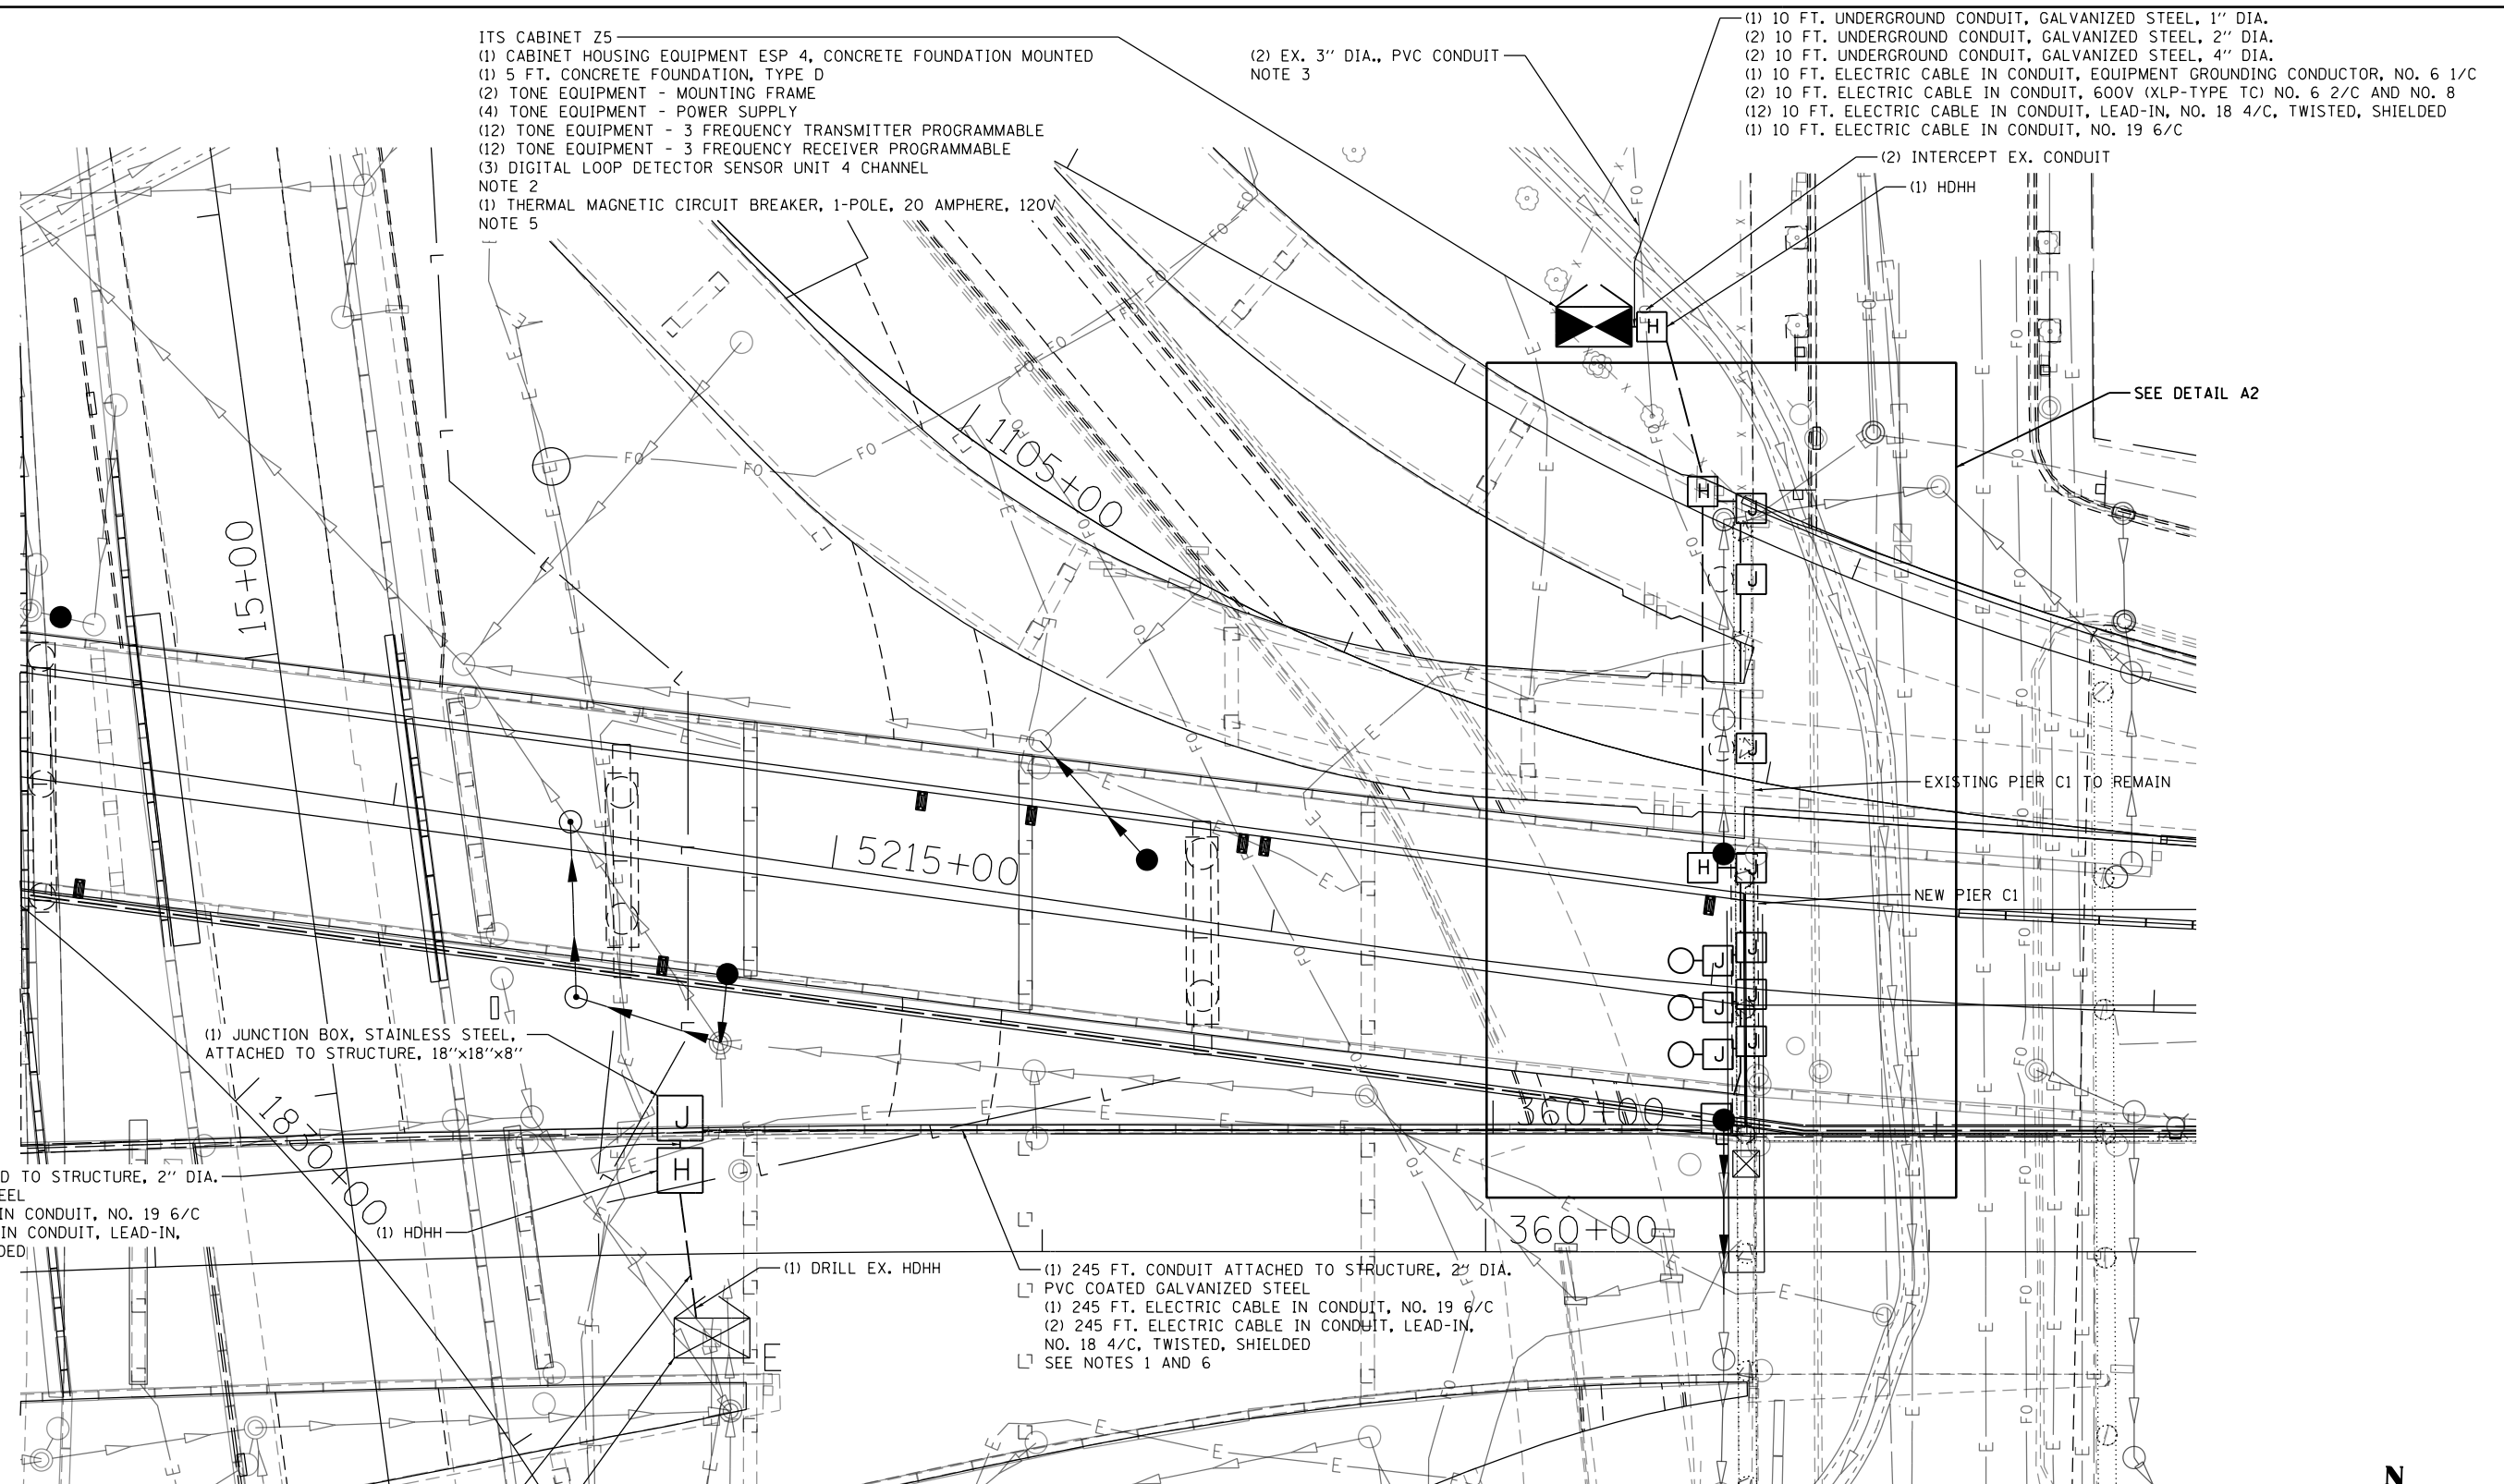 ITS CABINET Z5
(1) CABINET HOUSING EQUIPMENT ESP 4, CONCRETE FOUNDATION MOUNTED
(1) 5 FT. CONCRETE FOUNDATION, TYPE D
(2) TONE EQUIPMENT - MOUNTING FRAME
(4) TONE EQUIPMENT - POWER SUPPLY
(12) TONE EQUIPMENT - 3 FREQUENCY TRANSMITTER PROGRAMMABLE
(12) TONE EQUIPMENT - 3 FREQUENCY RECEIVER PROGRAMMABLE
(3) DIGITAL LOOP DETECTOR SENSOR UNIT 4 CHANNEL
NOTE 2
(1) THERMAL MAGNETIC CIRCUIT BREAKER, 1-POLE, 20 AMPHERE, 120V
NOTE 5
(2) EX. 3'' DIA., PVC CONDUIT
NOTE 3
(1) 10 FT. UNDERGROUND CONDUIT, GALVANIZED STEEL, 1'' DIA.
(2) 10 FT. UNDERGROUND CONDUIT, GALVANIZED STEEL, 2'' DIA.
(2) 10 FT. UNDERGROUND CONDUIT, GALVANIZED STEEL, 4'' DIA.
(1) 10 FT. ELECTRIC CABLE IN CONDUIT, EQUIPMENT GROUNDING CONDUCTOR, NO. 6 1/C
(2) 10 FT. ELECTRIC CABLE IN CONDUIT, 600V (XLP-TYPE TC) NO. 6 2/C AND NO. 8
(12) 10 FT. ELECTRIC CABLE IN CONDUIT, LEAD-IN, NO. 18 4/C, TWISTED, SHIELDED
(1) 10 FT. ELECTRIC CABLE IN CONDUIT, NO. 19 6/C
(2) INTERCEPT EX. CONDUIT
(1) HDHH
H
SEE DETAIL A2
1105+00
15+00
H
J
J
J
EXISTING PIER C1 TO REMAIN
5215+00
H
J
NEW PIER C1
J
J
J
J
J
J
(1) JUNCTION BOX, STAINLESS STEEL,
ATTACHED TO STRUCTURE, 18''x18''x8''
J
H
1830+00
360+00
D TO STRUCTURE, 2'' DIA.
EEL
IN CONDUIT, NO. 19 6/C
IN CONDUIT, LEAD-IN,
DED
(1) HDHH
360+00
(1) DRILL EX. HDHH
E
(1) 245 FT. CONDUIT ATTACHED TO STRUCTURE, 2'' DIA.
PVC COATED GALVANIZED STEEL
(1) 245 FT. ELECTRIC CABLE IN CONDUIT, NO. 19 6/C
(2) 245 FT. ELECTRIC CABLE IN CONDUIT, LEAD-IN,
NO. 18 4/C, TWISTED, SHIELDED
SEE NOTES 1 AND 6
N